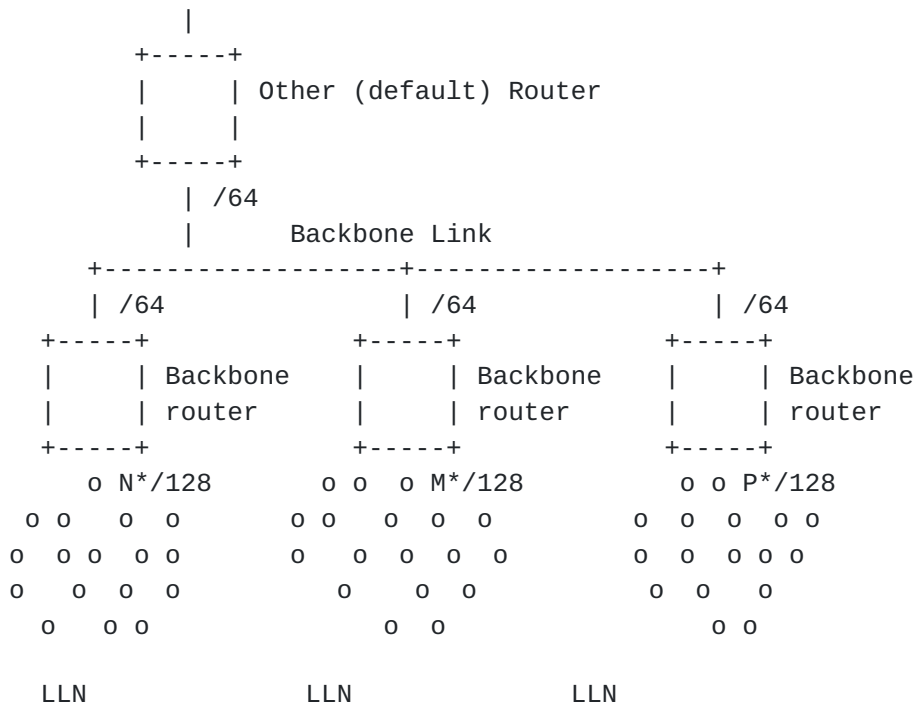 Other (default) Router
/64
Backbone Link
/64 /64 /64
Backbone Backbone Backbone
router router router
o N*/128 o o o M*/128 o o P*/128
o o o o o o o o o o o o o o
o o o o o o o o o o o o o o o
o o o o o o o o o o
o o o o o o o
LLN LLN LLN